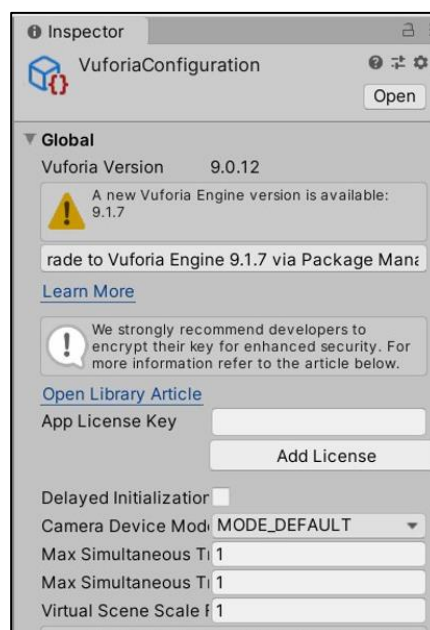 Inspector
VuforiaConfiguration
Open
Global
Vuforia Version 9.0.12
A new Vuforia Engine version is available:
9.1.7
rade to Vuforia Engine 9.1.7 via Package Mana
Learn More
We strongly recommend developers to
encrypt their key for enhanced security. For
more information refer to the article below.
Open Library Article
App License Key
Add License
Delayed Initialization
Camera Device Mod MODE_DEFAULT
Max Simultaneous Tr 1
Max Simultaneous Tr 1
Virtual Scene Scale F 1